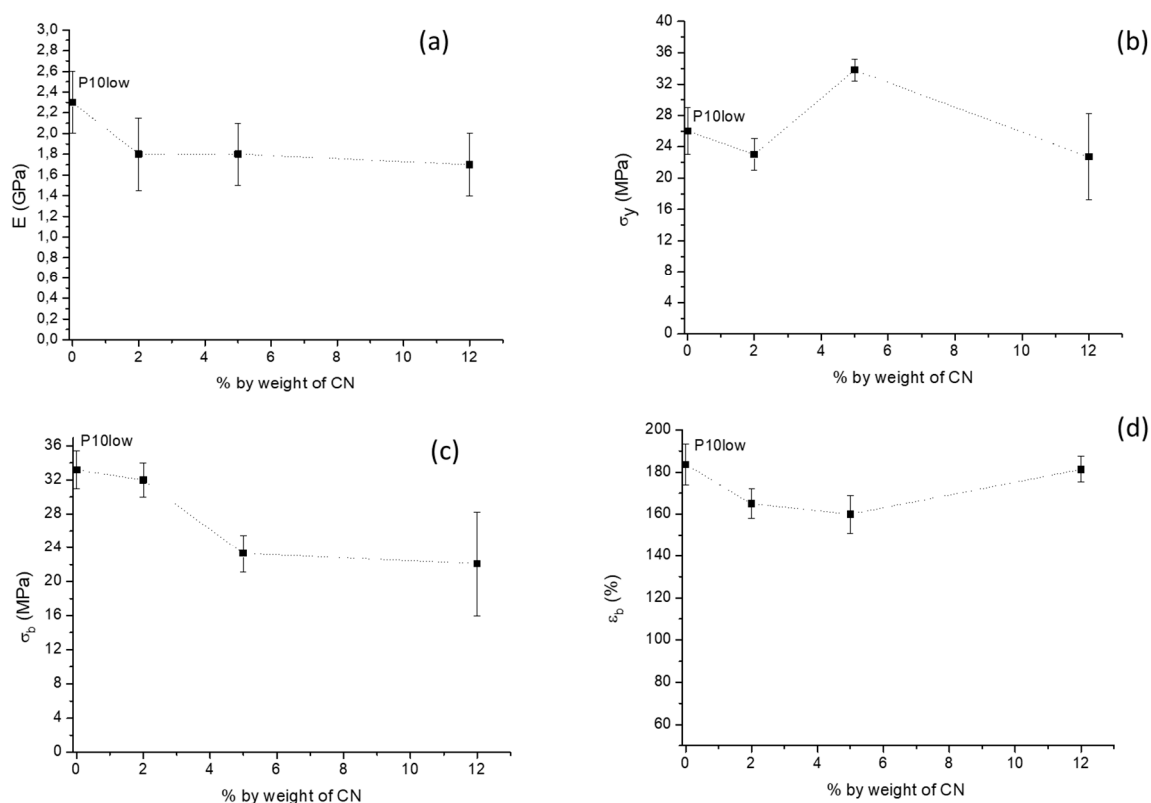 (a)
3,0
2,8
2,6
2,4
2,2
2,0
1,8
1,6
1,4
1,2
1,0
0,8
0,6
0,4
0,2
0,0
E (GPa)
P10low
0 2 4 6 8 10 12
% by weight of CN
(b)
40
36
32
28
24
20
16
12
8
4
0
σy (MPa)
P10low
0 2 4 6 8 10 12
% by weight of CN
(c)
36
32
28
24
20
16
12
8
4
0
σb (MPa)
P10low
0 2 4 6 8 10 12
% by weight of CN
(d)
200
180
160
140
120
100
80
60
εb (%)
P10low
0 2 4 6 8 10 12
% by weight of CN